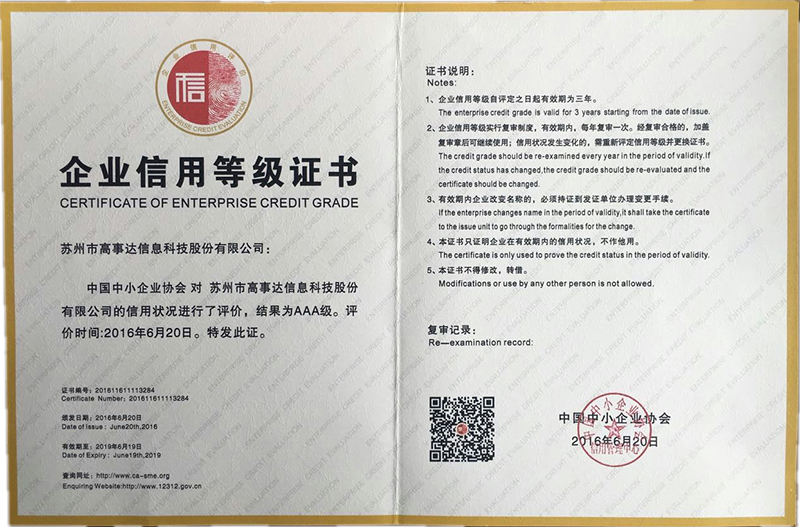 企业信用评价
信
ENTERPRISE CREDIT EVALUATION
企业信用等级证书
CERTIFICATE OF ENTERPRISE CREDIT GRADE
苏州市高事达信息科技股份有限公司：
中国中小企业协会 对 苏州市高事达信息科技股份
有限公司的信用状况进行了评价，结果为AAA级。评
价时间:2016年6月20日。特发此证。
证书编号：201611611113284
Certificate Number: 201611611113284
颁发日期：2016年6月20日
Date of Issue : June20th,2016
有效期至：2019年6月19日
Date of Expiry : June19th,2019
查询网址：http://www.ca-sme.org
Enquiring Website:http://www.12312.gov.cn
证书说明：
Notes:
1、企业信用等级自评定之日起有效期为三年。
The enterprise credit grade is valid for 3 years starting from the date of issue.
2、企业信用等级实行复审制度，有效期内，每年复审一次。经复审合格的，加盖
复审章后可继续使用；信用状况发生变化的，需重新评定信用等级并更换证书。
The credit grade should be re-examined every year in the period of validity.If
the credit status has changed,the credit grade should be re-evaluated and the
certificate should be changed.
3、有效期内企业改变名称的，必须持证到发证单位办理变更手续。
If the enterprise changes name in the period of validity,it shall take the certificate
to the issue unit to go through the formalities for the change.
4、本证书只证明企业在有效期内的信用状况，不作他用。
The certificate is only used to prove the credit status in the period of validity.
5、本证书不得修改，转借。
Modifications or use by any other person is not allowed.
复审记录：
Re—examination record:
中国中小企业协会
2016年6月20日
中国中小企业协会
信用管理中心